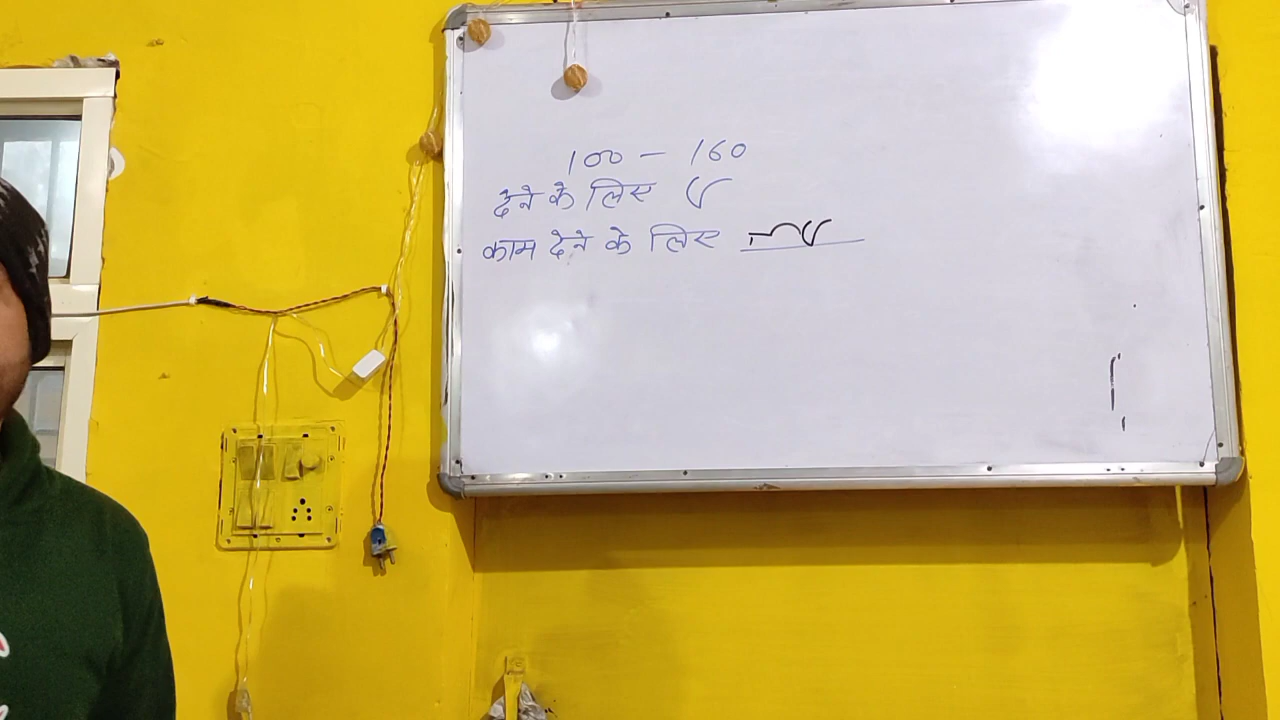 100 - 160
देने के लिए
काम देने के लिए